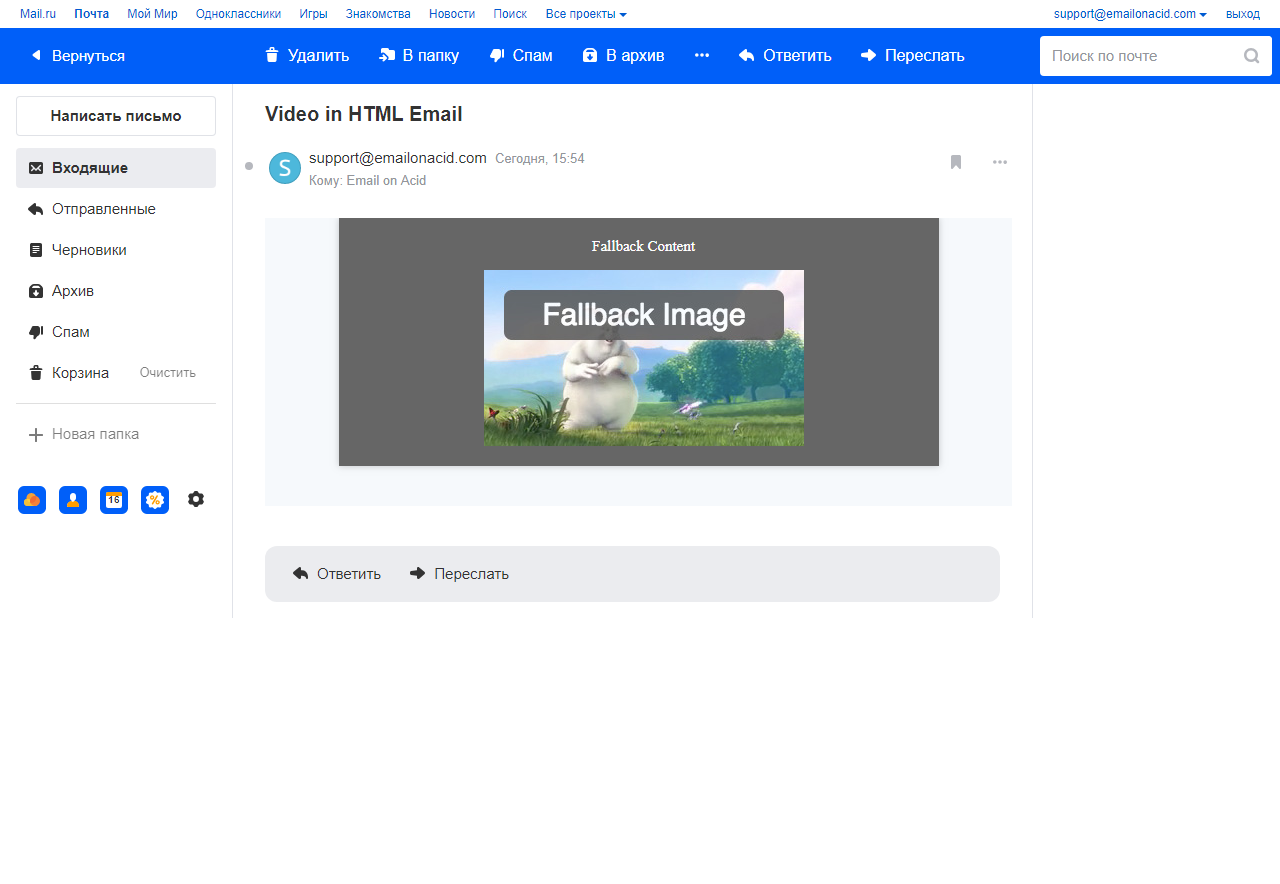 Mail.ru Почта Мой Мир Одноклассники Игры Знакомства Новости Поиск Все проекты support@emailonacid.com выход
Вернуться Удалить В папку Спам В архив Ответить Переслать Поиск по почте
Написать письмо
Входящие
Отправленные
Черновики
Архив
Спам
Корзина Очистить
Новая папка
16
Video in HTML Email
S support@emailonacid.com Сегодня, 15:54
Кому: Email on Acid
Fallback Content
Fallback Image
Ответить Переслать